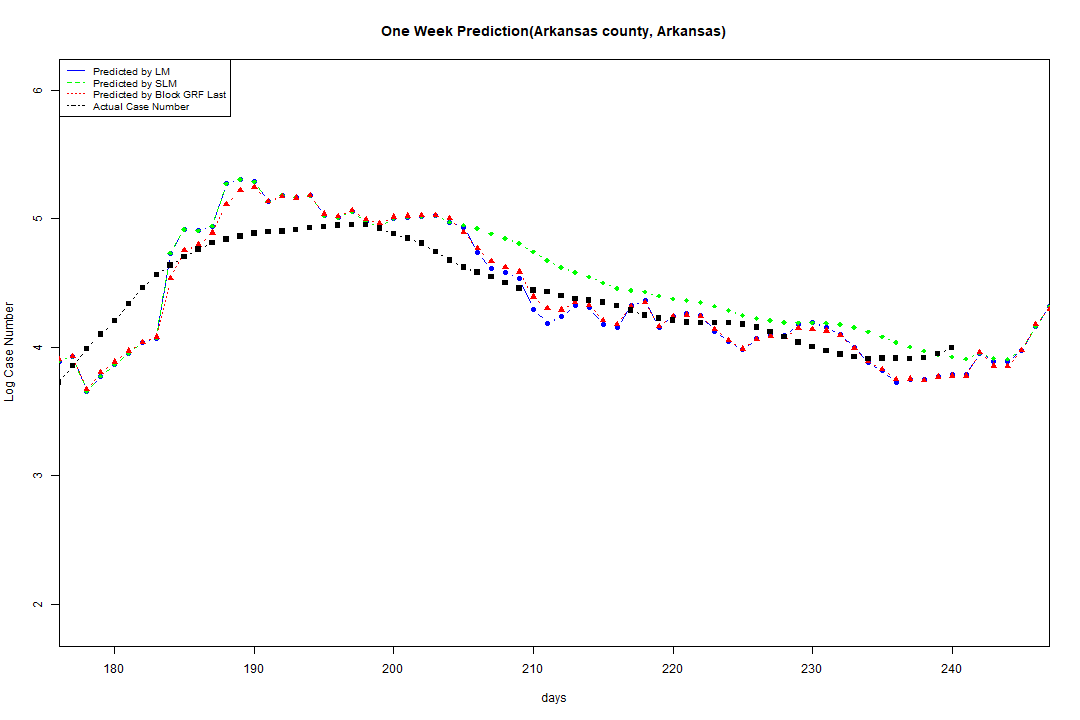 One Week Prediction(Arkansas county, Arkansas)
Predicted by LM
Predicted by SLM
Predicted by Block GRF Last
Actual Case Number
Log Case Number
6
5
4
3
2
180 190 200 210 220 230 240
days